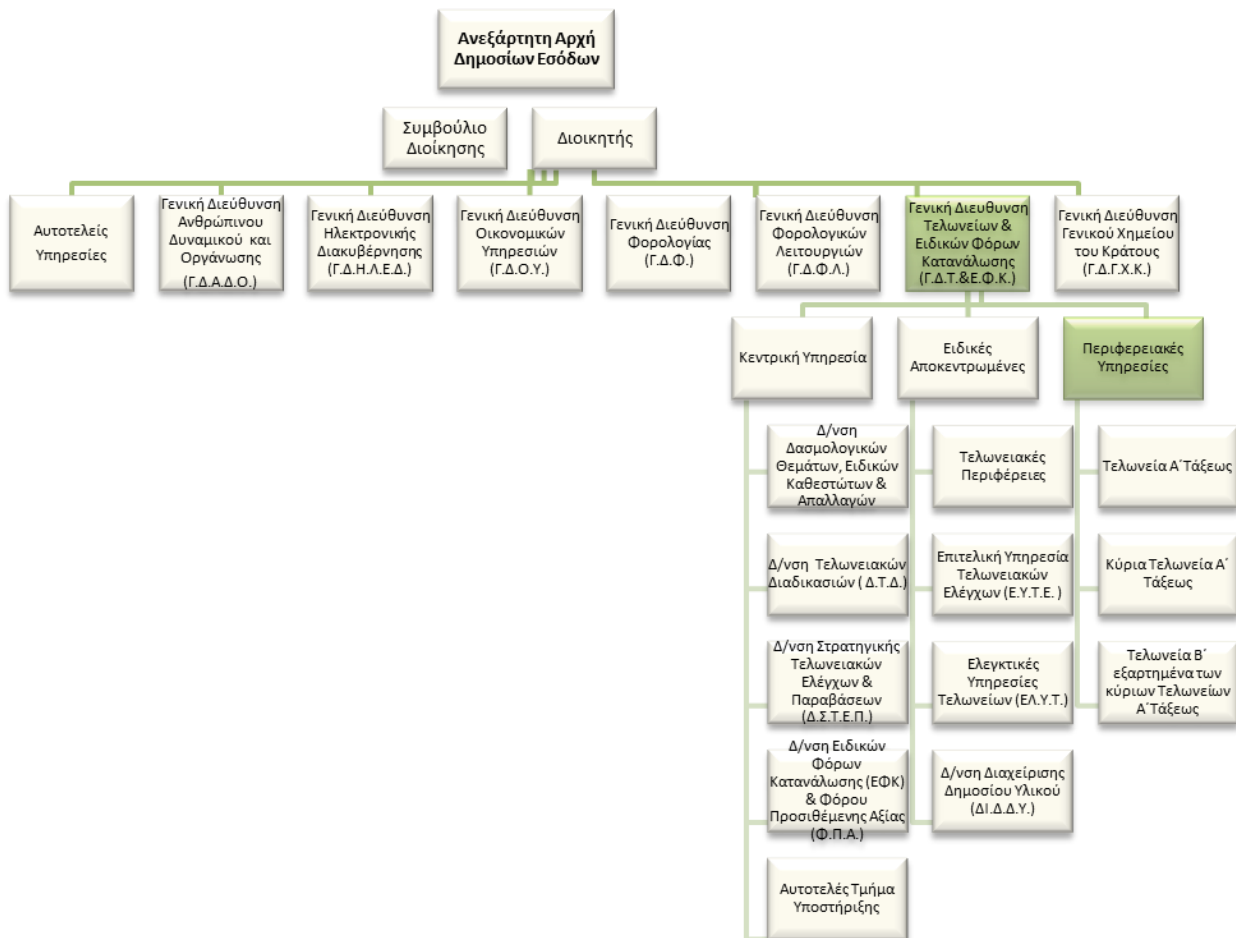 Ανεξάρτητη Αρχή
Δημοσίων Εσόδων
Συμβούλιο
Διοίκησης
Διοικητής
Αυτοτελείς
Υπηρεσίες
Γενική Διεύθυνση
Ανθρώπινου
Δυναμικού και
Οργάνωσης
(Γ.Δ.Α.Δ.Ο.)
Γενική Διεύθυνση
Ηλεκτρονικής
Διακυβέρνησης
(Γ.Δ.Η.Λ.Ε.Δ.)
Γενική Διεύθυνση
Οικονομικών
Υπηρεσιών
(Γ.Δ.Ο.Υ.)
Γενική Διεύθυνση
Φορολογίας
(Γ.Δ.Φ.)
Γενική Διεύθυνση
Φορολογικών
Λειτουργιών
(Γ.Δ.Φ.Λ.)
Γενική Διευθυνση
Τελωνείων &
Ειδικών Φόρων
Κατανάλωσης
(Γ.Δ.Τ.&Ε.Φ.Κ.)
Γενική Διεύθυνση
Γενικού Χημείου
του Κράτους
(Γ.Δ.Γ.Χ.Κ.)
Κεντρική Υπηρεσία
Ειδικές
Αποκεντρωμένες
Περιφερειακές
Υπηρεσίες
Δ/νση
Δασμολογικών
Θεμάτων, Ειδικών
Καθεστώτων &
Απαλλαγών
Δ/νση Τελωνειακών
Διαδικασιών ( Δ.Τ.Δ.)
Δ/νση Στρατηγικής
Τελωνειακών
Ελέγχων &
Παραβάσεων
(Δ.Σ.Τ.Ε.Π.)
Δ/νση Ειδικών
Φόρων
Κατανάλωσης (ΕΦΚ)
& Φόρου
Προσιθέμενης Αξίας
(Φ.Π.Α.)
Αυτοτελές Τμήμα
Υποστήριξης
Τελωνειακές
Περιφέρειες
Επιτελική Υπηρεσία
Τελωνειακών
Ελέγχων (Ε.Υ.Τ.Ε. )
Ελεγκτικές
Υπηρεσίες
Τελωνείων (ΕΛ.Υ.Τ.)
Δ/νση Διαχείρισης
Δημοσίου Υλικού
(ΔΙ.Δ.Δ.Υ.)
Τελωνεία Α΄Τάξεως
Κύρια Τελωνεία Α΄
Τάξεως
Τελωνεία Β΄
εξαρτημένα των
κύριων Τελωνείων
Α΄Τάξεως